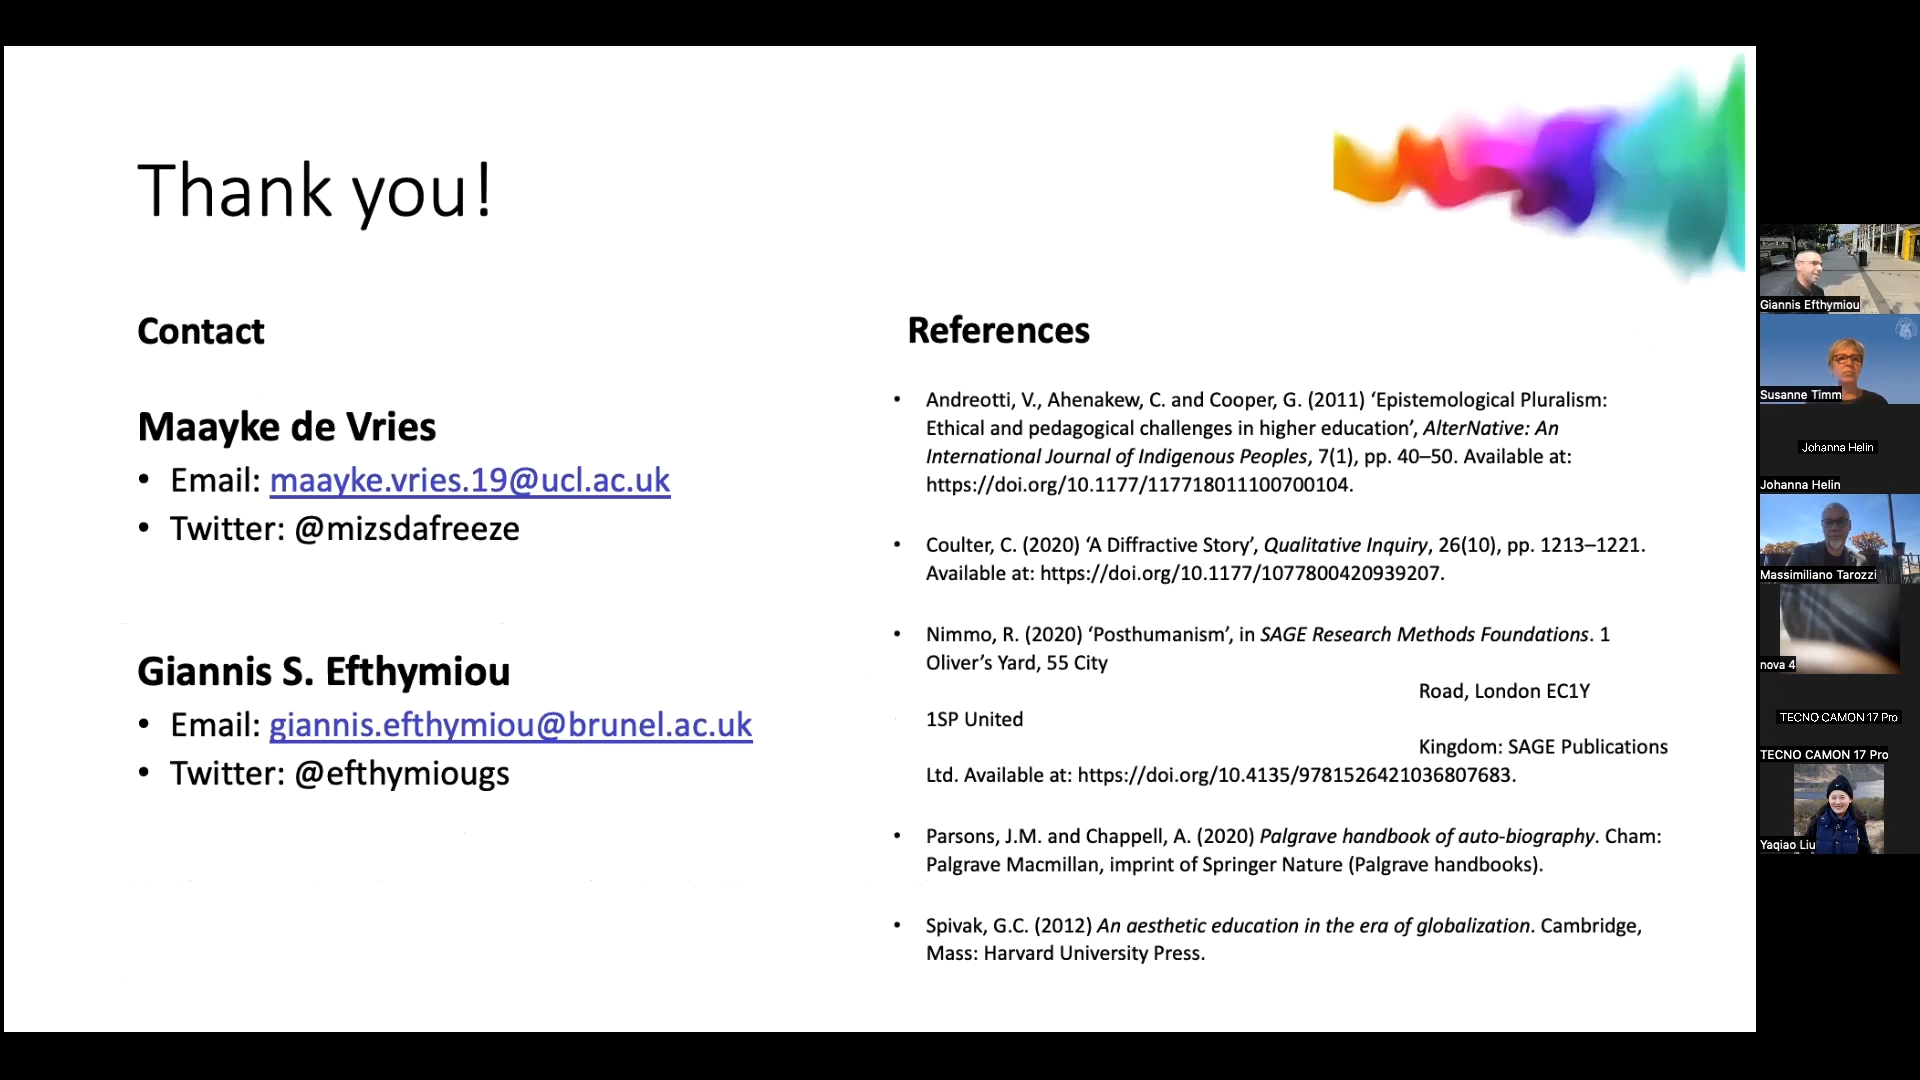 Thank you!
Contact
Maayke de Vries
• Email: maayke.vries.19@ucl.ac.uk
• Twitter: @mizsdafreeze
Giannis S. Efthymiou
• Email: giannis.efthymiou@brunel.ac.uk
• Twitter: @efthymiougs
References
• Andreotti, V., Ahenakew, C. and Cooper, G. (2011) ‘Epistemological Pluralism:
Ethical and pedagogical challenges in higher education’, AlterNative: An
International Journal of Indigenous Peoples, 7(1), pp. 40–50. Available at:
https://doi.org/10.1177/117718011100700104.
• Coulter, C. (2020) ‘A Diffractive Story’, Qualitative Inquiry, 26(10), pp. 1213–1221.
Available at: https://doi.org/10.1177/1077800420939207.
• Nimmo, R. (2020) ‘Posthumanism’, in SAGE Research Methods Foundations. 1
Oliver’s Yard, 55 City
Road, London EC1Y
1SP United
Kingdom: SAGE Publications
Ltd. Available at: https://doi.org/10.4135/9781526421036807683.
• Parsons, J.M. and Chappell, A. (2020) Palgrave handbook of auto-biography. Cham:
Palgrave Macmillan, imprint of Springer Nature (Palgrave handbooks).
• Spivak, G.C. (2012) An aesthetic education in the era of globalization. Cambridge,
Mass: Harvard University Press.
Giannis Efthymiou
Susanne Timm
Johanna Helin
Johanna Helin
Massimiliano Tarozzi
nova 4
TECNO CAMON 17 Pro
TECNO CAMON 17 Pro
Yaqiao Liu